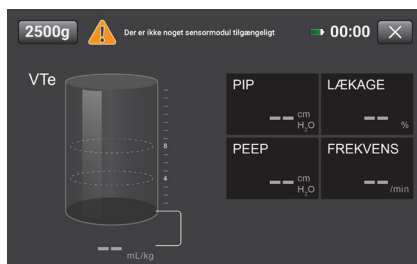 2500g
Der er ikke noget sensormodul tilgængeligt
00:00
VTe
8
4
-- mL/kg
PIP
-- cm H₂O
LÆKAGE
-- %
PEEP
-- cm H₂O
FREKVENS
-- /min